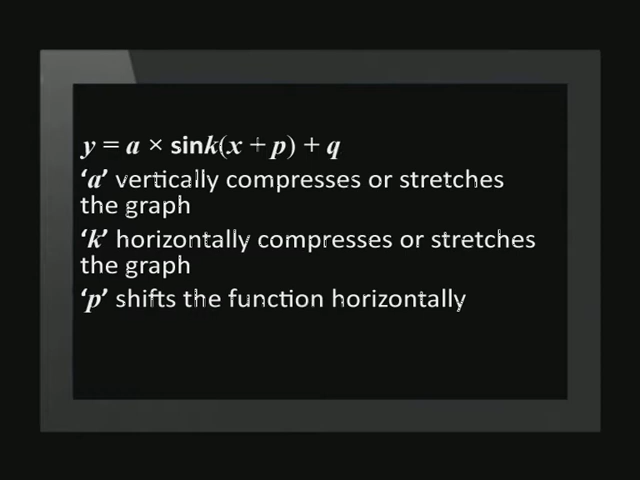 y = a × sink(x + p) + q
‘a’ vertically compresses or stretches
the graph
‘k’ horizontally compresses or stretches
the graph
‘p’ shifts the function horizontally